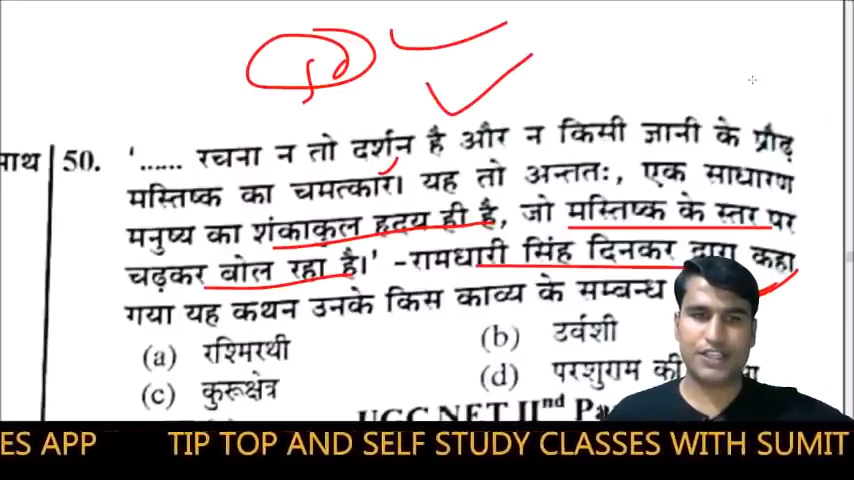 50. '...... रचना न तो दर्शन है और न किसी ज्ञानी के प्रौढ़
माथ
मस्तिष्क का चमत्कार। यह तो अन्ततः, एक साधारण
मनुष्य का शंकाकुल हृदय ही है, जो मस्तिष्क के स्तर पर
चढ़कर बोल रहा है।' -रामधारी सिंह दिनकर द्वारा कहा
गया यह कथन उनके किस काव्य के सम्बन्ध
(a) रश्मिरथी (b) उर्वशी
(c) कुरूक्षेत्र (d) परशुराम की
UGC NET IInd
ES APP TIP TOP AND SELF STUDY CLASSES WITH SUMIT